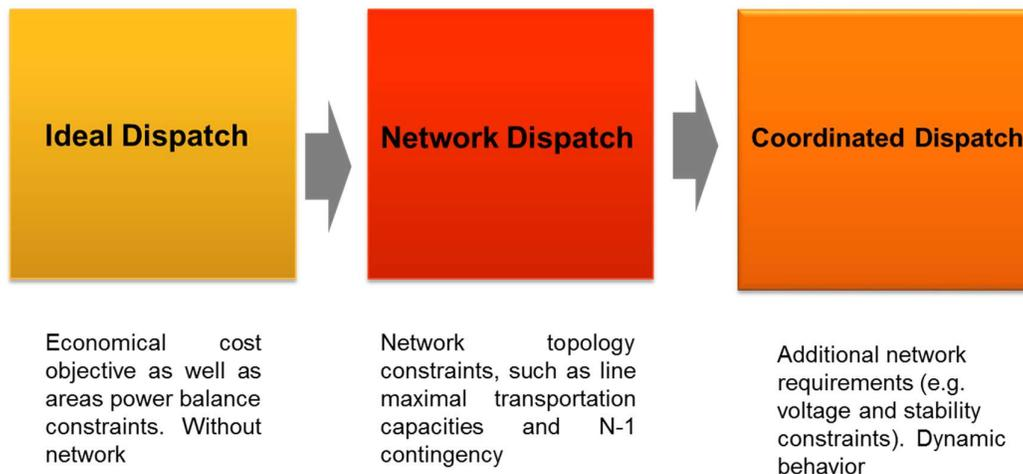 Ideal Dispatch
Network Dispatch
Coordinated Dispatch
Economical cost
objective as well as
areas power balance
constraints. Without
network
Network topology
constraints, such as line
maximal transportation
capacities and N-1
contingency
Additional network
requirements (e.g.
voltage and stability
constraints). Dynamic
behavior